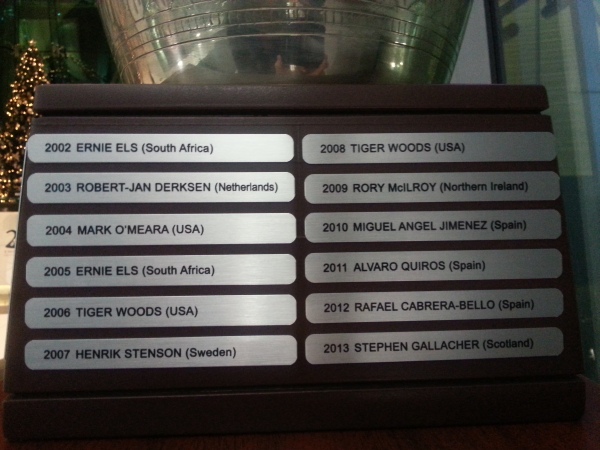 2002 ERNIE ELS (South Africa)
2003 ROBERT-JAN DERKSEN (Netherlands)
2004 MARK O'MEARA (USA)
2005 ERNIE ELS (South Africa)
2006 TIGER WOODS (USA)
2007 HENRIK STENSON (Sweden)
2008 TIGER WOODS (USA)
2009 RORY McILROY (Northern Ireland)
2010 MIGUEL ANGEL JIMENEZ (Spain)
2011 ALVARO QUIROS (Spain)
2012 RAFAEL CABRERA-BELLO (Spain)
2013 STEPHEN GALLACHER (Scotland)
2